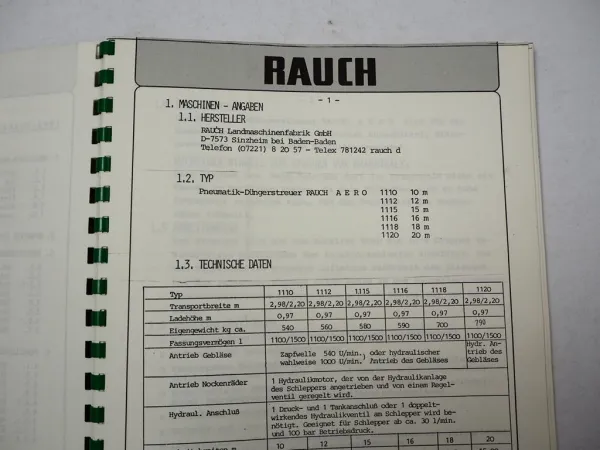 RAUCH
- 1 -
1. MASCHINEN - ANGABEN
1.1. HERSTELLER
RAUCH Landmaschinenfabrik GmbH
D-7573 Sinzheim bei Baden-Baden
Telefon (07221) 8 20 57 - Telex 781242 rauch d
1.2. TYP
Pneumatik-Düngerstreuer RAUCH A E R O 1110 10 m
1112 12 m
1115 15 m
1116 16 m
1118 18 m
1120 20 m
1.3. TECHNISCHE DATEN
Typ 1110 1112 1115 1116 1118 1120
Transportbreite m 2,98/2,20 2,98/2,20 2,98/2,20 2,98/2,20 2,98/2,20 2,98/2,20
Ladehöhe m 0,97 0,97 0,97 0,97 0,97 0,97
Eigengewicht kg ca. 540 560 580 590 700 790
Fassungsvermögen l 1100/1500 1100/1500 1100/1500 1100/1500 1100/1500 1100/1500
Antrieb Gebläse Zapfwelle 540 U/min., oder hydraulischer Hydr. An-
wahlweise 1000 U/min. Antrieb des Gebläses trieb des
Gebläses
Antrieb Nockenräder 1 Hydraulikmotor, der von der Hydraulikanlage
des Schleppers angetrieben und von einem Regel-
ventil geregelt wird.
Hydraul. Anschluß 1 Druck- und 1 Tankanschluß oder 1 doppelt-
wirkendes Hydraulikventil am Schlepper wird be-
nötigt. Geeignet für Schlepper ab ca. 30 l/min.
und 100 bar Betriebsdruck.
10 12 15 16 18 20